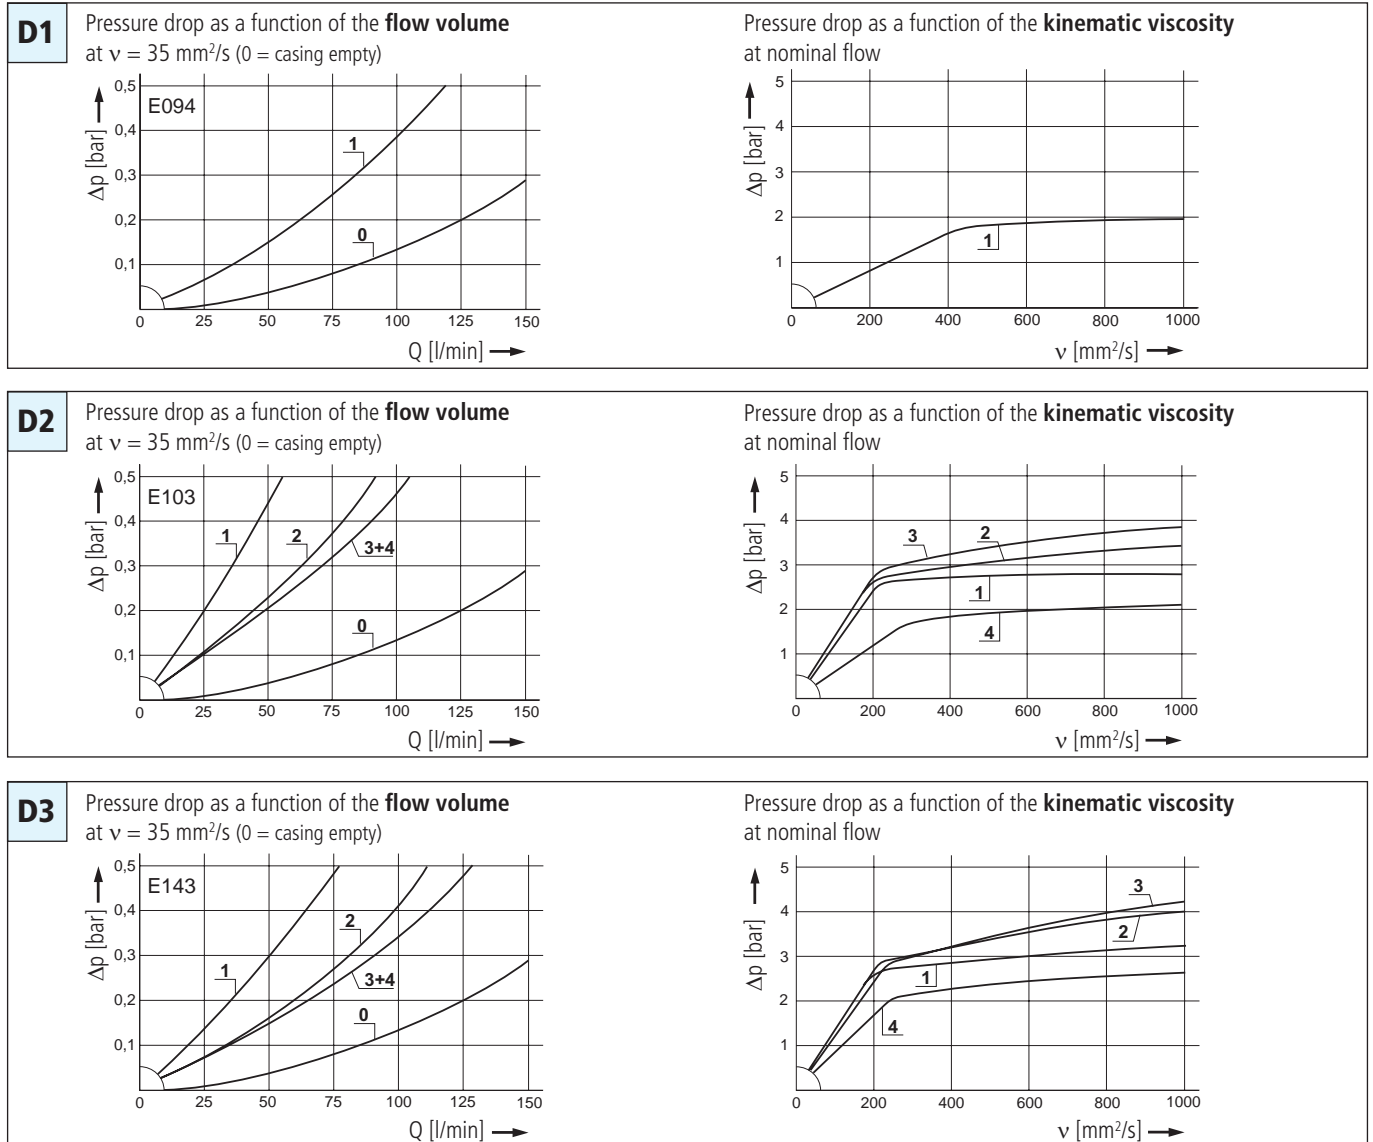 D1
Pressure drop as a function of the flow volume
at ν = 35 mm²/s (0 = casing empty)
E094
Δp [bar]
0,5
0,4
0,3
0,2
0,1
1
0
0 25 50 75 100 125 150
Q [l/min]
Pressure drop as a function of the kinematic viscosity
at nominal flow
Δp [bar]
5
4
3
2
1
1
0 200 400 600 800 1000
ν [mm²/s]
D2
Pressure drop as a function of the flow volume
at ν = 35 mm²/s (0 = casing empty)
E103
Δp [bar]
0,5
0,4
0,3
0,2
0,1
1
2
3+4
0
0 25 50 75 100 125 150
Q [l/min]
Pressure drop as a function of the kinematic viscosity
at nominal flow
Δp [bar]
5
4
3
2
1
3
2
1
4
0 200 400 600 800 1000
ν [mm²/s]
D3
Pressure drop as a function of the flow volume
at ν = 35 mm²/s (0 = casing empty)
E143
Δp [bar]
0,5
0,4
0,3
0,2
0,1
1
2
3+4
0
0 25 50 75 100 125 150
Q [l/min]
Pressure drop as a function of the kinematic viscosity
at nominal flow
Δp [bar]
5
4
3
2
1
3
2
1
4
0 200 400 600 800 1000
ν [mm²/s]